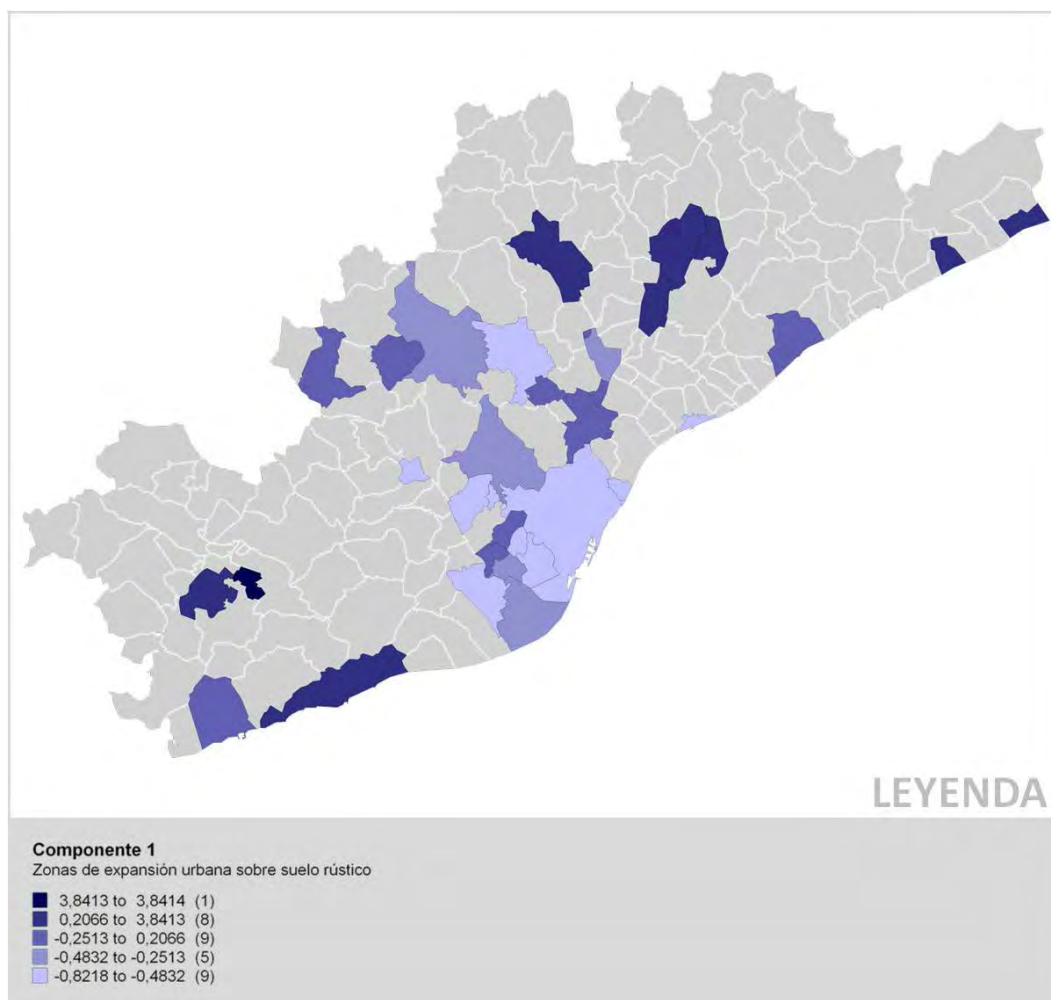 LEYENDA
Componente 1
Zonas de expansión urbana sobre suelo rústico
3,8413 to 3,8414 (1)
0,2066 to 3,8413 (8)
-0,2513 to 0,2066 (9)
-0,4832 to -0,2513 (5)
-0,8218 to -0,4832 (9)